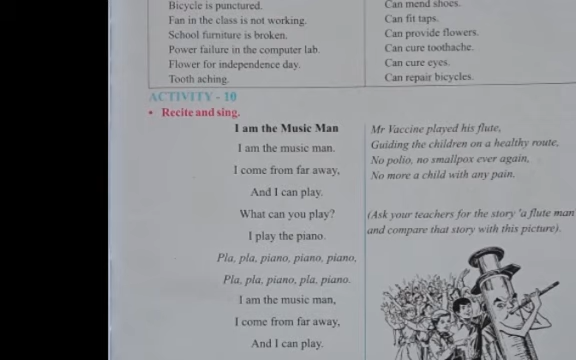 Bicycle is punctured.
Fan in the class is not working.
School furniture is broken.
Power failure in the computer lab.
Flower for independence day.
Tooth aching.
Can mend shoes.
Can fit taps.
Can provide flowers.
Can cure toothache.
Can cure eyes.
Can repair bicycles.
ACTIVITY - 10
• Recite and sing.
I am the Music Man
I am the music man.
I come from far away,
And I can play.
What can you play?
I play the piano.
Pla, pla, piano, piano, piano,
Pla, pla, piano, pla, piano.
I am the music man,
I come from far away,
And I can play.
Mr Vaccine played his flute,
Guiding the children on a healthy route,
No polio, no smallpox ever again,
No more a child with any pain.
(Ask your teachers for the story 'a flute man'
and compare that story with this picture).